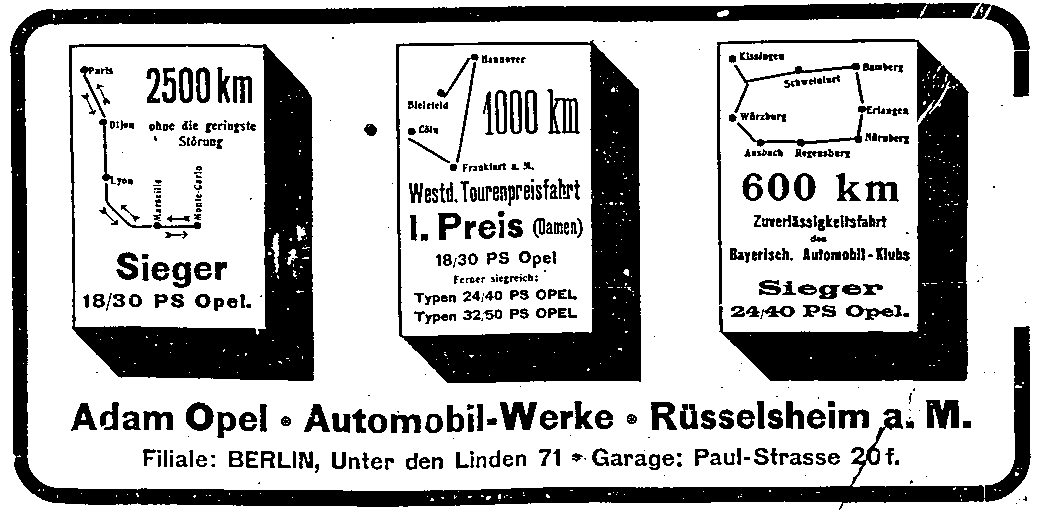 Paris
2500 km
Dijon
ohne die geringste
Störung
Lyon
Marseille
Monte-Carlo
Sieger
18/30 PS Opel.
Hannover
Bielefeld
1000 km
Cöln
Frankfurt a. M.
Westd. Tourenpreisfahrt
I. Preis (Damen)
18/30 PS Opel
Ferner siegreich:
Typen 24/40 PS OPEL
Typen 32/50 PS OPEL
Kissingen
Schweinfurt
Bamberg
Würzburg
Erlangen
Nürnberg
Ansbach
Regensburg
600 km
Zuverlässigkeitsfahrt
des
Bayerisch. Automobil-Klubs
Sieger
24/40 PS Opel.
Adam Opel • Automobil-Werke • Rüsselsheim a. M.
Filiale: BERLIN, Unter den Linden 71 • Garage: Paul-Strasse 20 f.